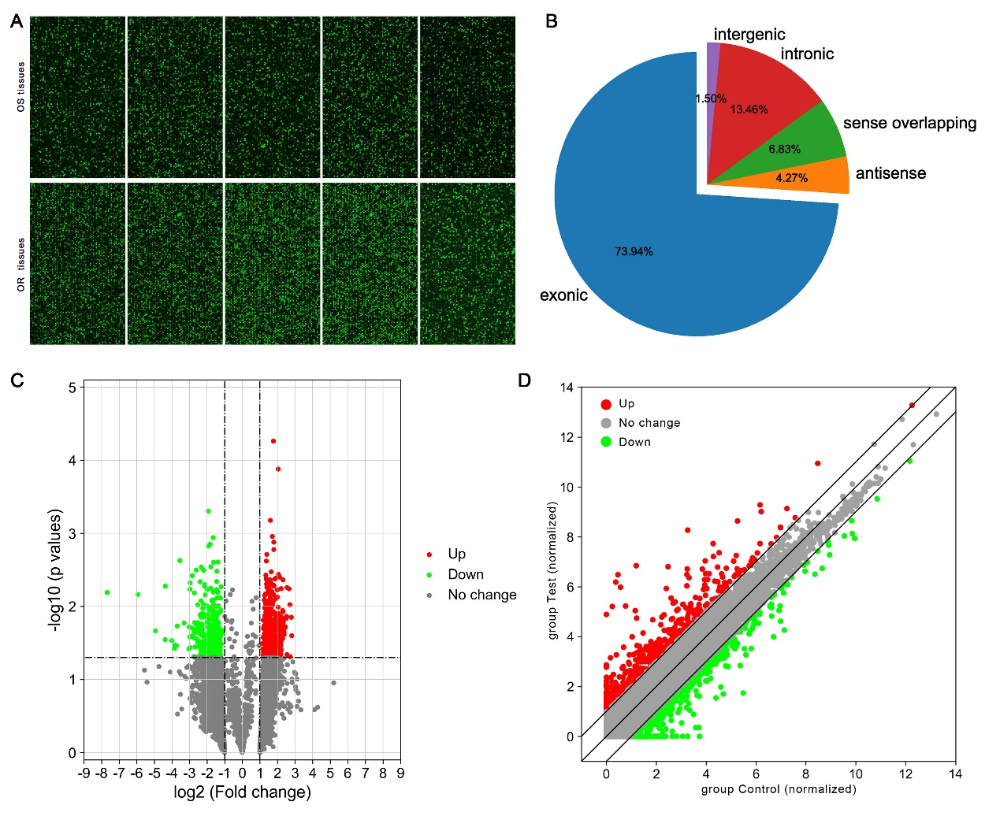 A
OS tissues
OR tissues
B
intergenic
intronic
1.50%
13.46%
sense overlapping
6.83%
antisense
4.27%
73.94%
exonic
C
5
4
3
2
1
0
-log10 (p values)
-9 -8 -7 -6 -5 -4 -3 -2 -1 0 1 2 3 4 5 6 7 8 9
log2 (Fold change)
Up
Down
No change
D
14
12
10
8
6
4
2
0
group Test (normalized)
Up
No change
Down
0 2 4 6 8 10 12 14
group Control (normalized)